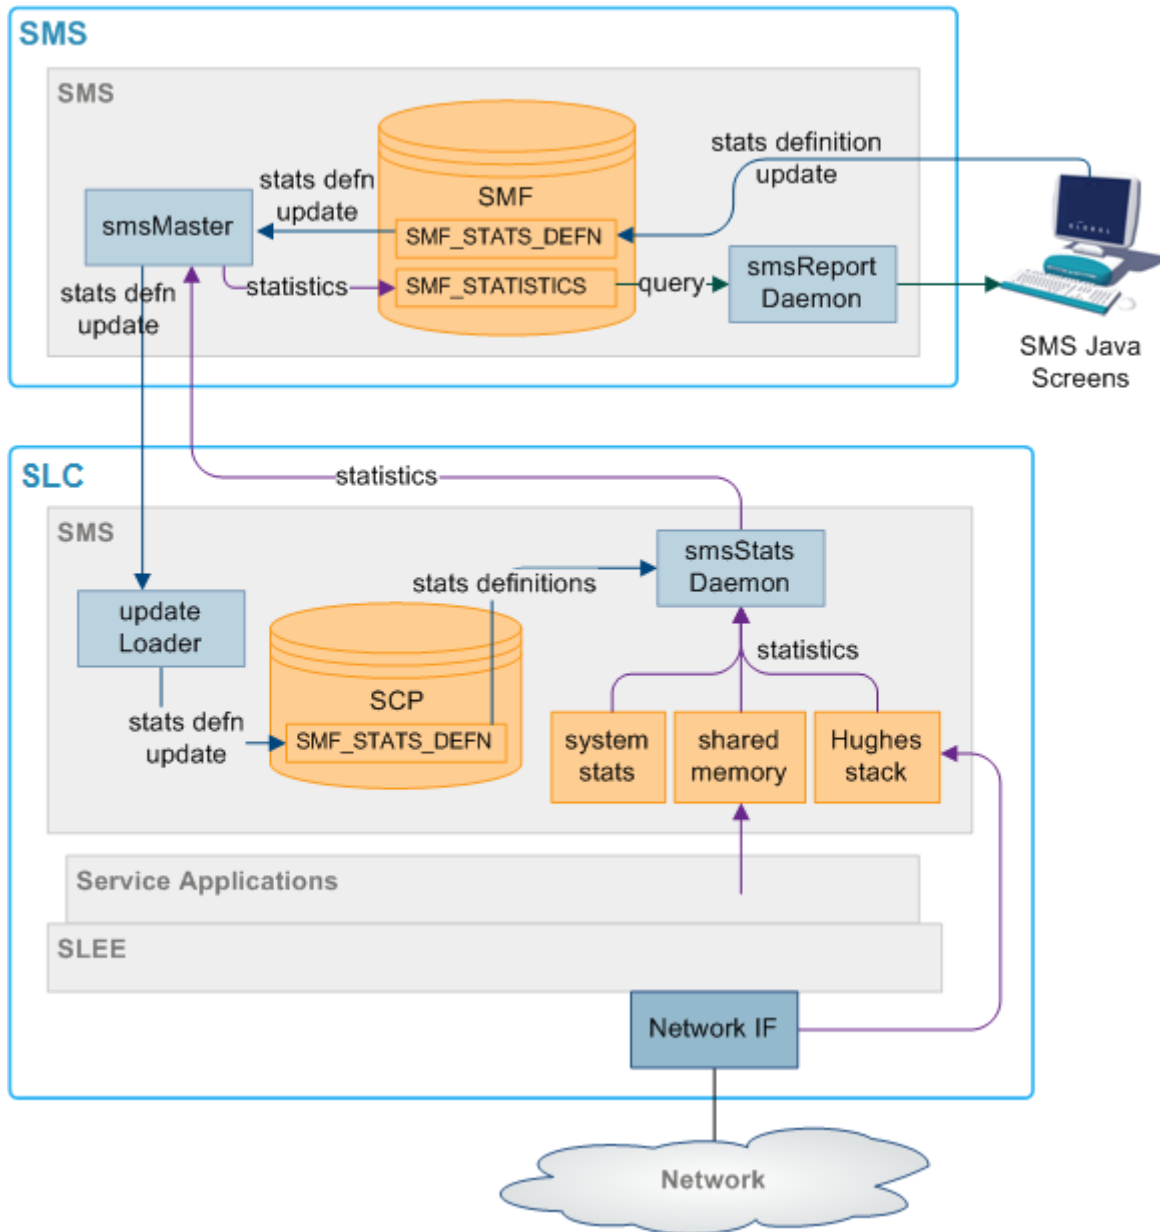 SMS
SMS
stats definition
update
stats defn
update
SMF
smsMaster
SMF_STATS_DEFN
smsReport
Daemon
statistics
SMF_STATISTICS
query
stats defn
update
GLOBAL
SMS Java
Screens
SLC
statistics
SMS
smsStats
Daemon
stats definitions
update
Loader
statistics
SCP
stats defn
update
SMF_STATS_DEFN
system
stats
shared
memory
Hughes
stack
Service Applications
SLEE
Network IF
Network